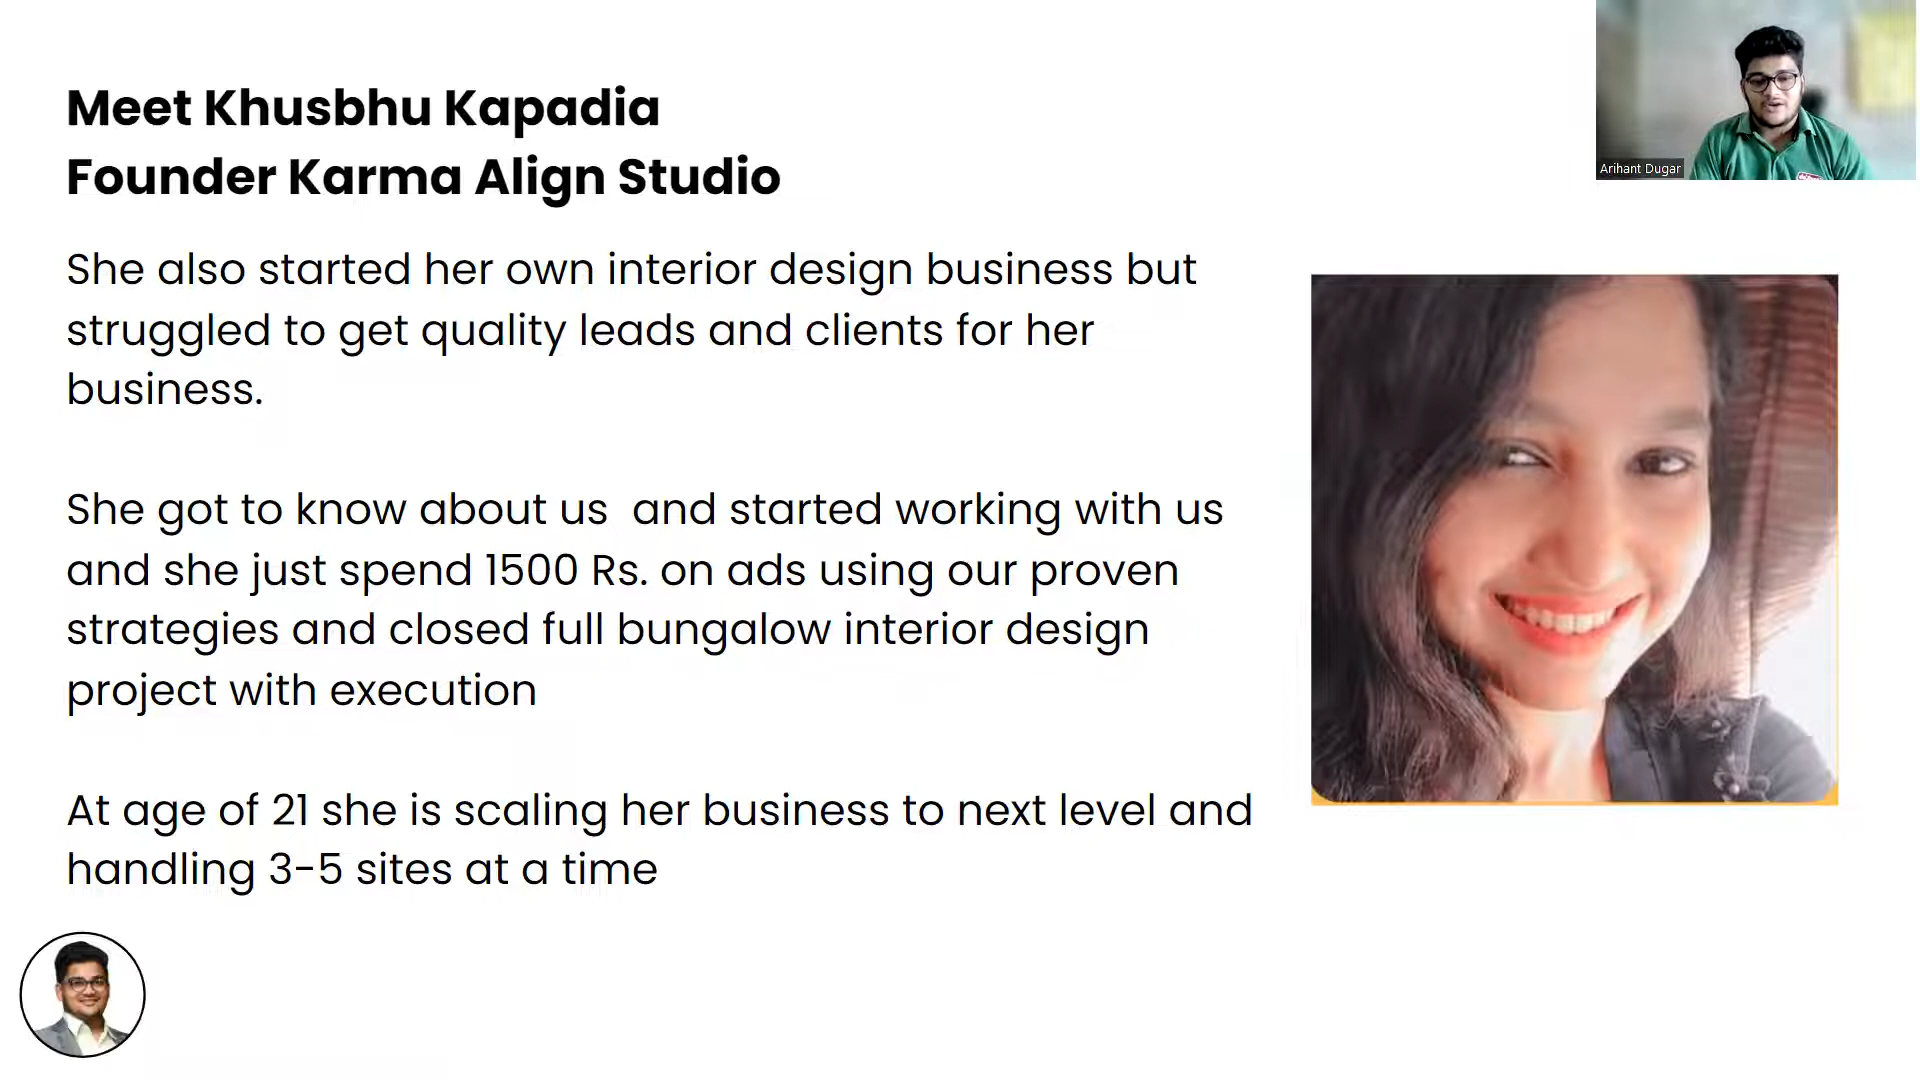 Meet Khusbhu Kapadia
Founder Karma Align Studio
Arihant Dugar
She also started her own interior design business but
struggled to get quality leads and clients for her
business.
She got to know about us  and started working with us
and she just spend 1500 Rs. on ads using our proven
strategies and closed full bungalow interior design
project with execution
At age of 21 she is scaling her business to next level and
handling 3-5 sites at a time